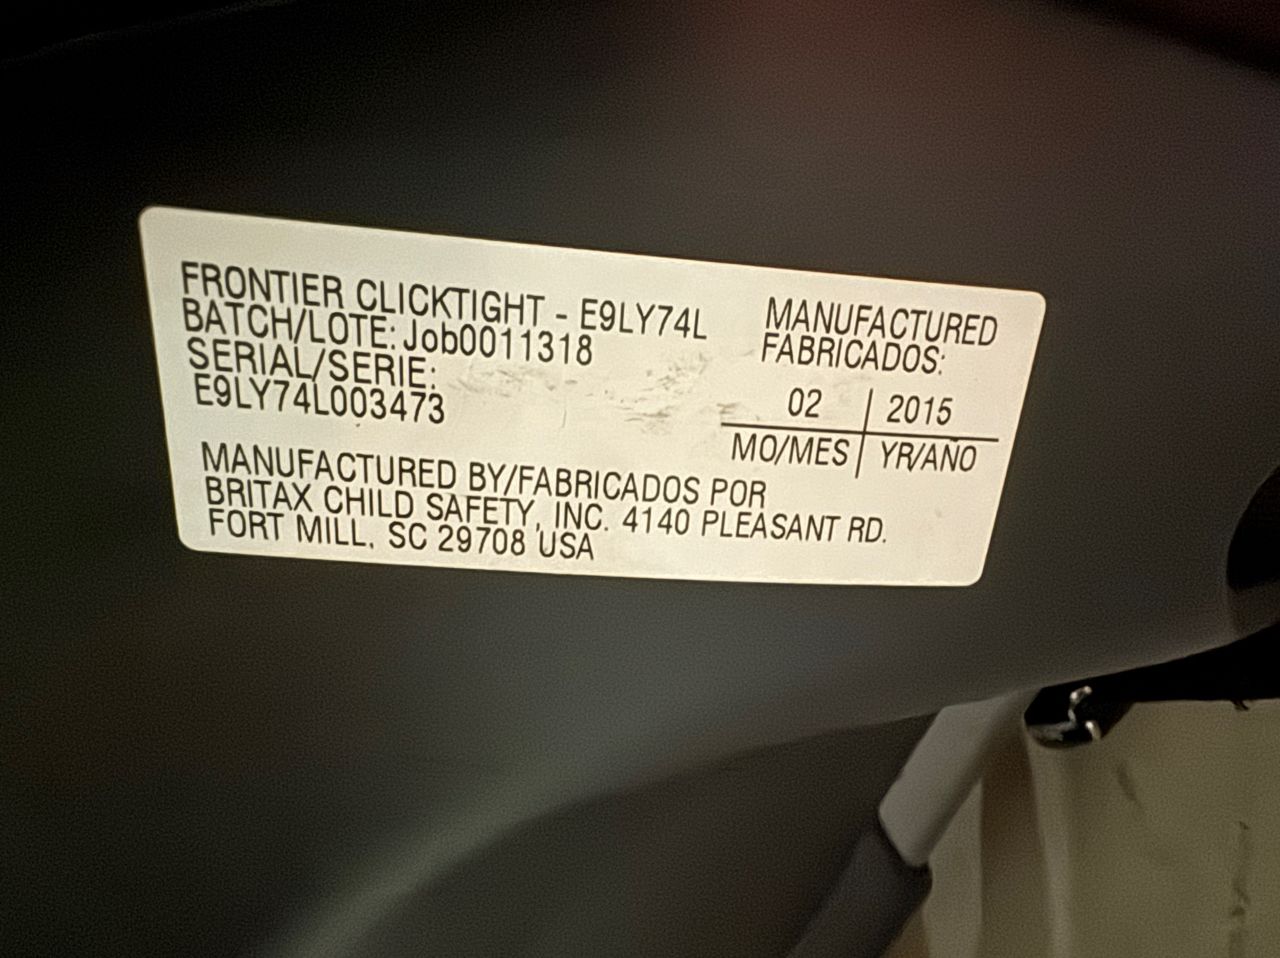 FRONTIER CLICKTIGHT - E9LY74L
BATCH/LOTE: Job0011318
SERIAL/SERIE:
E9LY74L003473
MANUFACTURED
FABRICADOS:
02 | 2015
MO/MES | YR/AÑO
MANUFACTURED BY/FABRICADOS POR
BRITAX CHILD SAFETY, INC. 4140 PLEASANT RD.
FORT MILL, SC 29708 USA